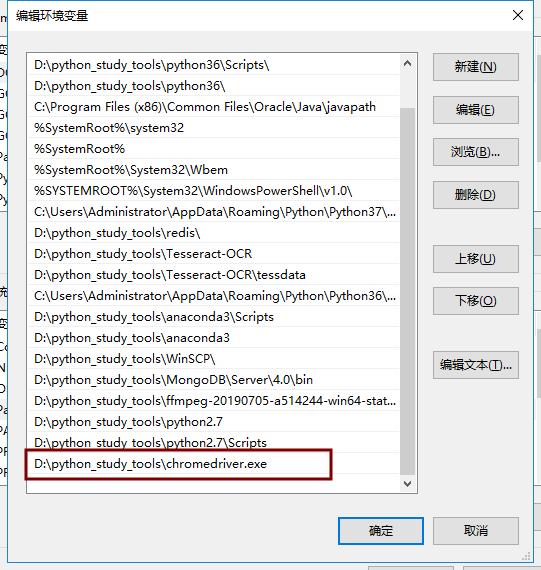 编辑环境变量
D:\python_study_tools\python36\Scripts\
D:\python_study_tools\python36\
C:\Program Files (x86)\Common Files\Oracle\Java\javapath
%SystemRoot%\system32
%SystemRoot%
%SystemRoot%\System32\Wbem
%SYSTEMROOT%\System32\WindowsPowerShell\v1.0\
C:\Users\Administrator\AppData\Roaming\Python\Python37\...
D:\python_study_tools\redis\
D:\python_study_tools\Tesseract-OCR
D:\python_study_tools\Tesseract-OCR\tessdata
C:\Users\Administrator\AppData\Roaming\Python\Python36\...
D:\python_study_tools\anaconda3\Scripts
D:\python_study_tools\anaconda3
D:\python_study_tools\WinSCP\
D:\python_study_tools\MongoDB\Server\4.0\bin
D:\python_study_tools\ffmpeg-20190705-a514244-win64-stat...
D:\python_study_tools\python2.7
D:\python_study_tools\python2.7\Scripts
D:\python_study_tools\chromedriver.exe
新建(N)
编辑(E)
浏览(B)...
删除(D)
上移(U)
下移(O)
编辑文本(T)...
确定
取消